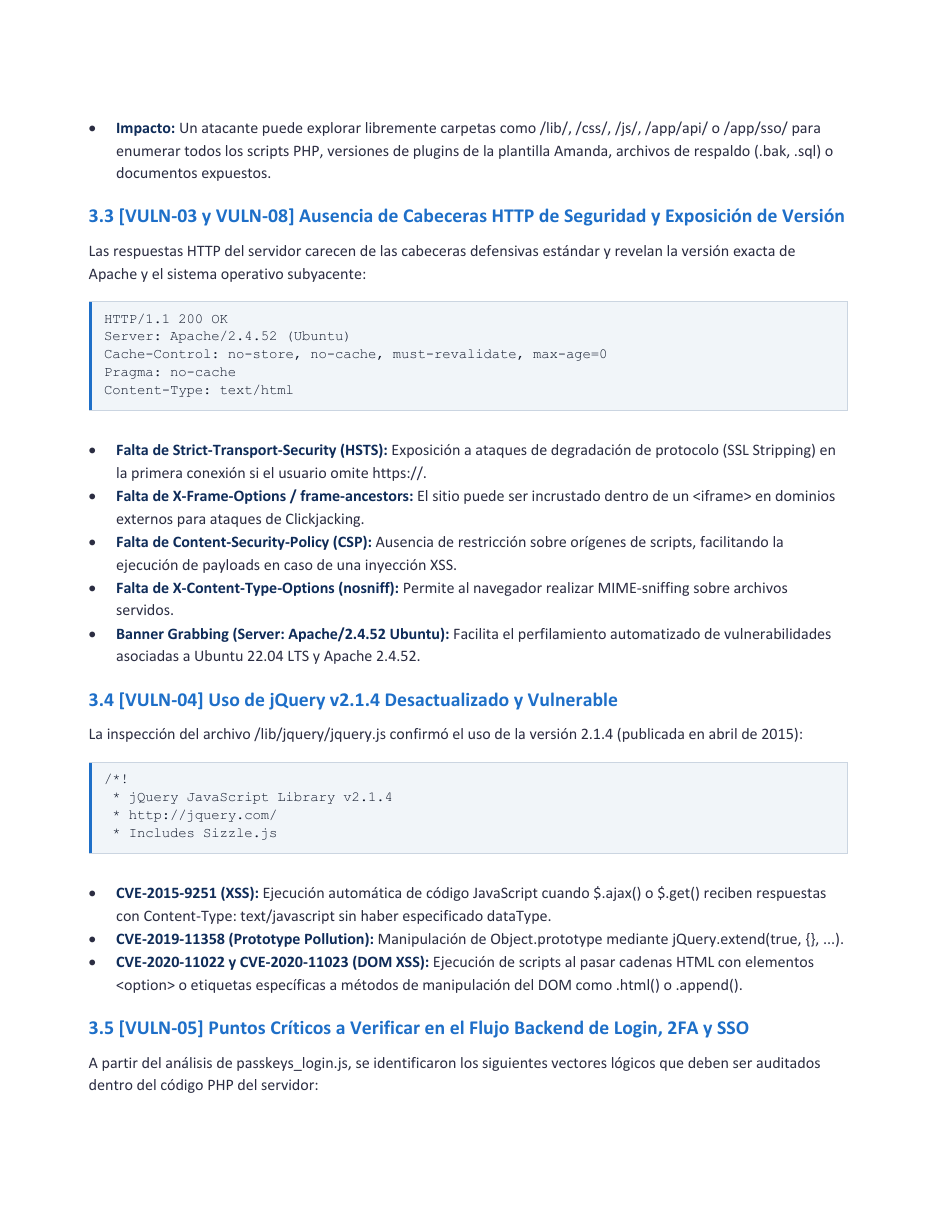 • Impacto: Un atacante puede explorar libremente carpetas como /lib/, /css/, /js/, /app/api/ o /app/sso/ para
enumerar todos los scripts PHP, versiones de plugins de la plantilla Amanda, archivos de respaldo (.bak, .sql) o
documentos expuestos.
3.3 [VULN-03 y VULN-08] Ausencia de Cabeceras HTTP de Seguridad y Exposición de Versión
Las respuestas HTTP del servidor carecen de las cabeceras defensivas estándar y revelan la versión exacta de
Apache y el sistema operativo subyacente:
HTTP/1.1 200 OK
Server: Apache/2.4.52 (Ubuntu)
Cache-Control: no-store, no-cache, must-revalidate, max-age=0
Pragma: no-cache
Content-Type: text/html
• Falta de Strict-Transport-Security (HSTS): Exposición a ataques de degradación de protocolo (SSL Stripping) en
la primera conexión si el usuario omite https://.
• Falta de X-Frame-Options / frame-ancestors: El sitio puede ser incrustado dentro de un <iframe> en dominios
externos para ataques de Clickjacking.
• Falta de Content-Security-Policy (CSP): Ausencia de restricción sobre orígenes de scripts, facilitando la
ejecución de payloads en caso de una inyección XSS.
• Falta de X-Content-Type-Options (nosniff): Permite al navegador realizar MIME-sniffing sobre archivos
servidos.
• Banner Grabbing (Server: Apache/2.4.52 Ubuntu): Facilita el perfilamiento automatizado de vulnerabilidades
asociadas a Ubuntu 22.04 LTS y Apache 2.4.52.
3.4 [VULN-04] Uso de jQuery v2.1.4 Desactualizado y Vulnerable
La inspección del archivo /lib/jquery/jquery.js confirmó el uso de la versión 2.1.4 (publicada en abril de 2015):
/*!
 * jQuery JavaScript Library v2.1.4
 * http://jquery.com/
 * Includes Sizzle.js
• CVE-2015-9251 (XSS): Ejecución automática de código JavaScript cuando $.ajax() o $.get() reciben respuestas
con Content-Type: text/javascript sin haber especificado dataType.
• CVE-2019-11358 (Prototype Pollution): Manipulación de Object.prototype mediante jQuery.extend(true, {}, ...).
• CVE-2020-11022 y CVE-2020-11023 (DOM XSS): Ejecución de scripts al pasar cadenas HTML con elementos
<option> o etiquetas específicas a métodos de manipulación del DOM como .html() o .append().
3.5 [VULN-05] Puntos Críticos a Verificar en el Flujo Backend de Login, 2FA y SSO
A partir del análisis de passkeys_login.js, se identificaron los siguientes vectores lógicos que deben ser auditados
dentro del código PHP del servidor: